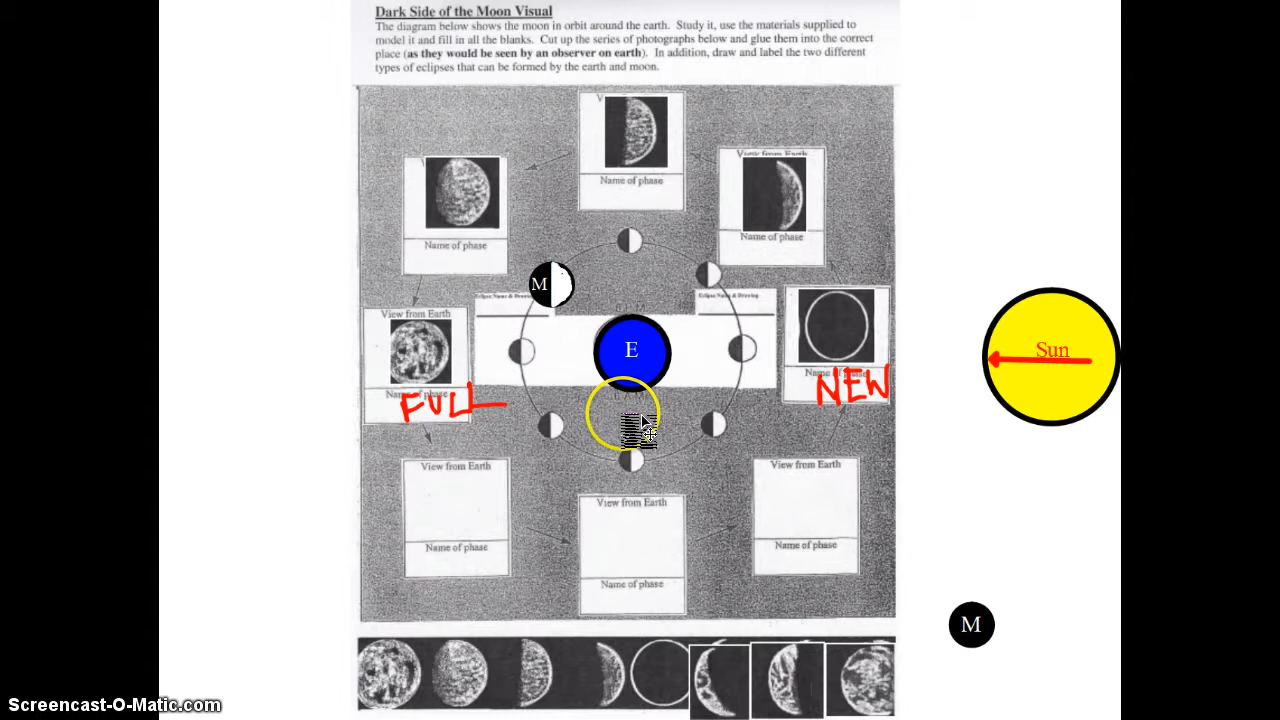 Dark Side of the Moon Visual
The diagram below shows the moon in orbit around the earth. Study it, use the materials supplied to
model it and fill in all the blanks. Cut up the series of photographs below and glue them into the correct
place (as they would be seen by an observer on earth). In addition, draw and label the two different
types of eclipses that can be formed by the earth and moon.
V
Name of phase
View from Earth
Name of phase
Name of phase
M
Eclipse Name & Drawing
Eclipse Name & Drawing
View from Earth
Name of phase
FULL
E
Name of phase
NEW
Sun
View from Earth
Name of phase
View from Earth
Name of phase
View from Earth
Name of phase
M
Screencast-O-Matic.com